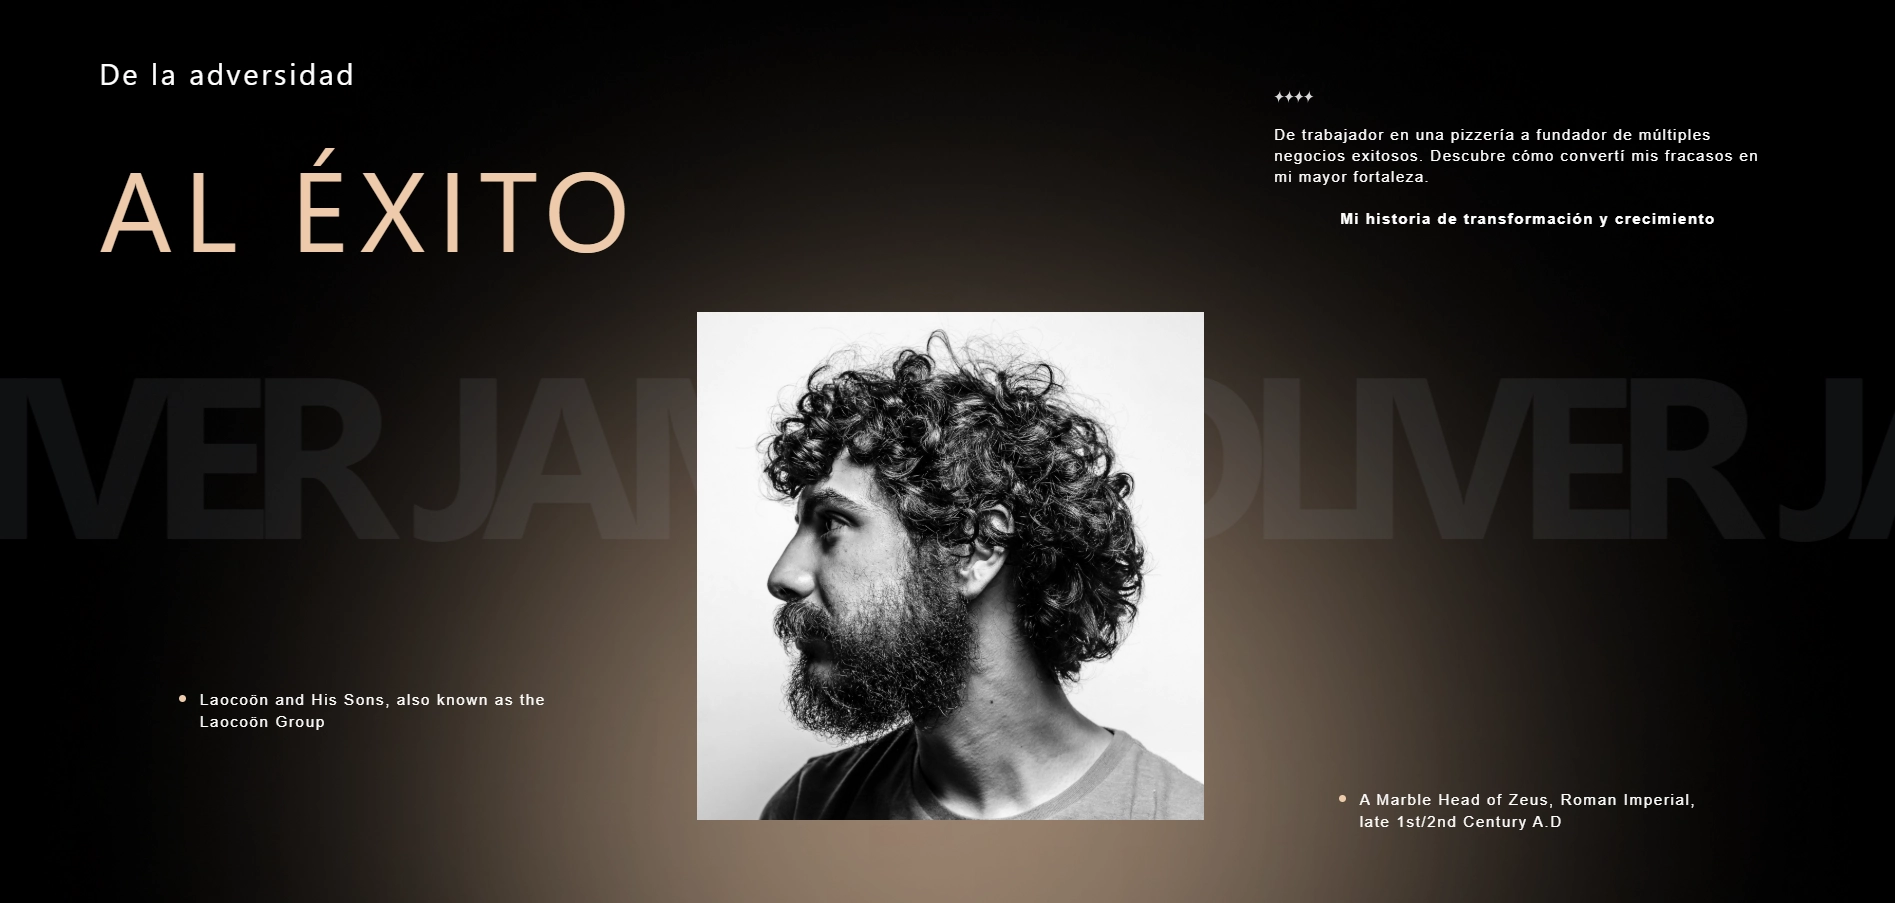 De la adversidad
AL ÉXITO
✦✦✦✦
De trabajador en una pizzería a fundador de múltiples
negocios exitosos. Descubre cómo convertí mis fracasos en
mi mayor fortaleza.
Mi historia de transformación y crecimiento
IVER JAM OLIVER JA
Laocoön and His Sons, also known as the
Laocoön Group
A Marble Head of Zeus, Roman Imperial,
late 1st/2nd Century A.D